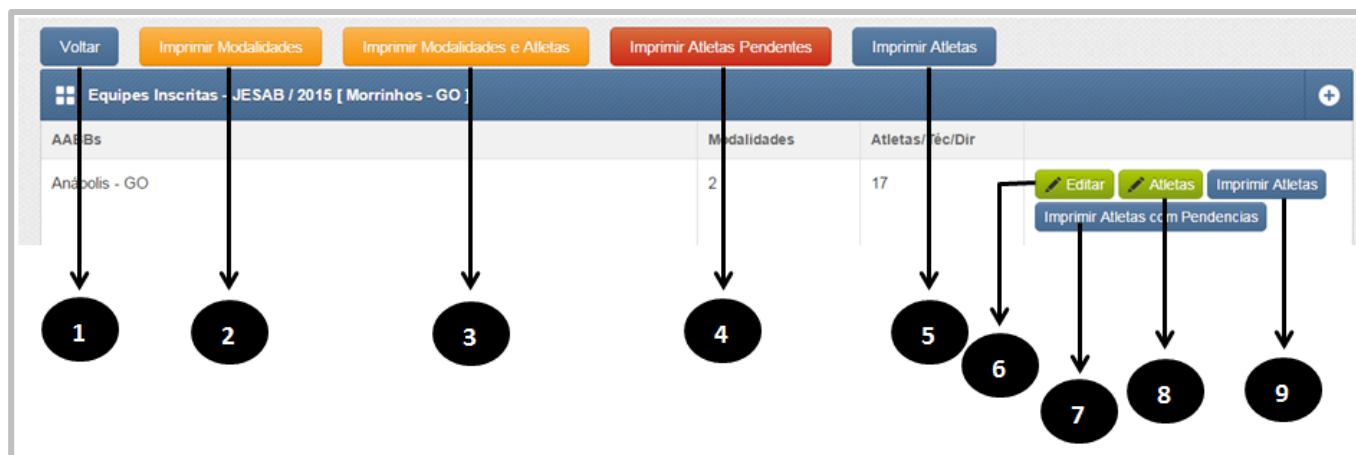 Voltar Imprimir Modalidades Imprimir Modalidades e Atletas Imprimir Atletas Pendentes Imprimir Atletas
Equipes Inscritas - JESAB / 2015 [ Morrinhos - GO ]
AABBs Modalidades Atletas/Téc/Dir
Anápolis - GO 2 17 Editar Atletas Imprimir Atletas
Imprimir Atletas com Pendencias
1 2 3 4 5 6 7 8 9